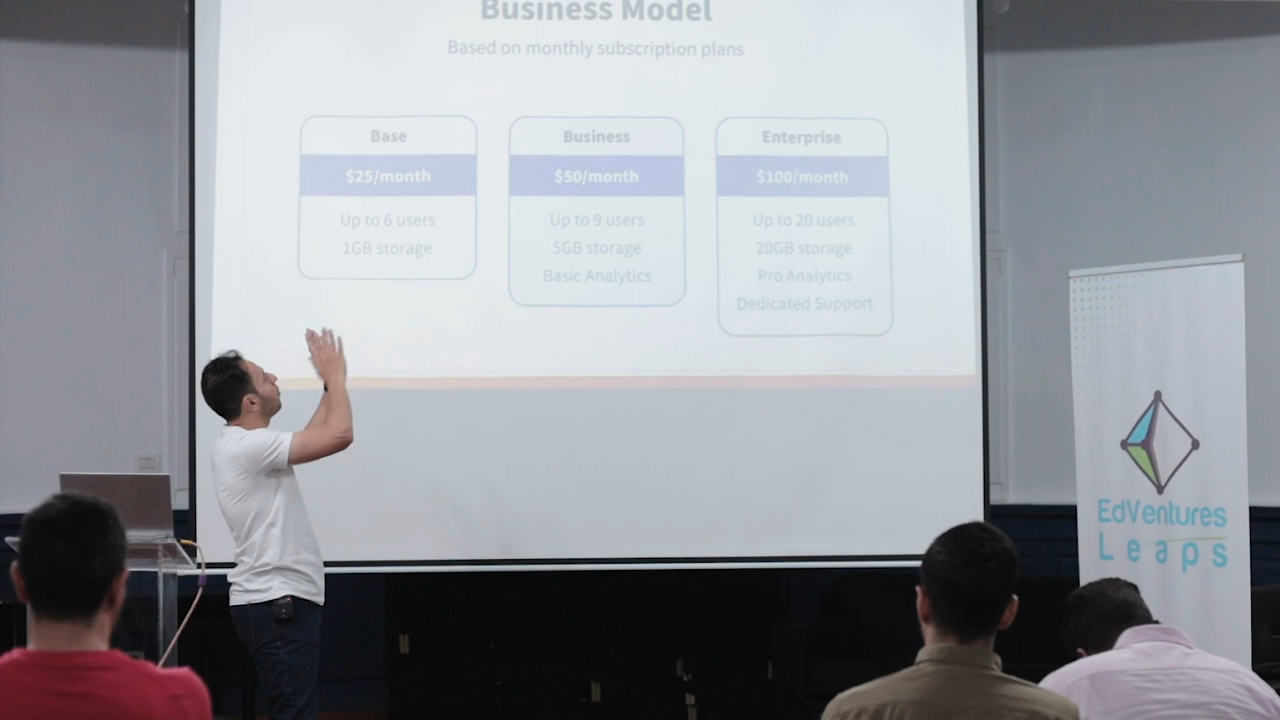 Business Model
Based on monthly subscription plans
Base
$25/month
Up to 6 users
1GB storage
Business
$50/month
Up to 9 users
5GB storage
Basic Analytics
Enterprise
$100/month
Up to 20 users
20GB storage
Pro Analytics
Dedicated Support
EdVentures
Leaps